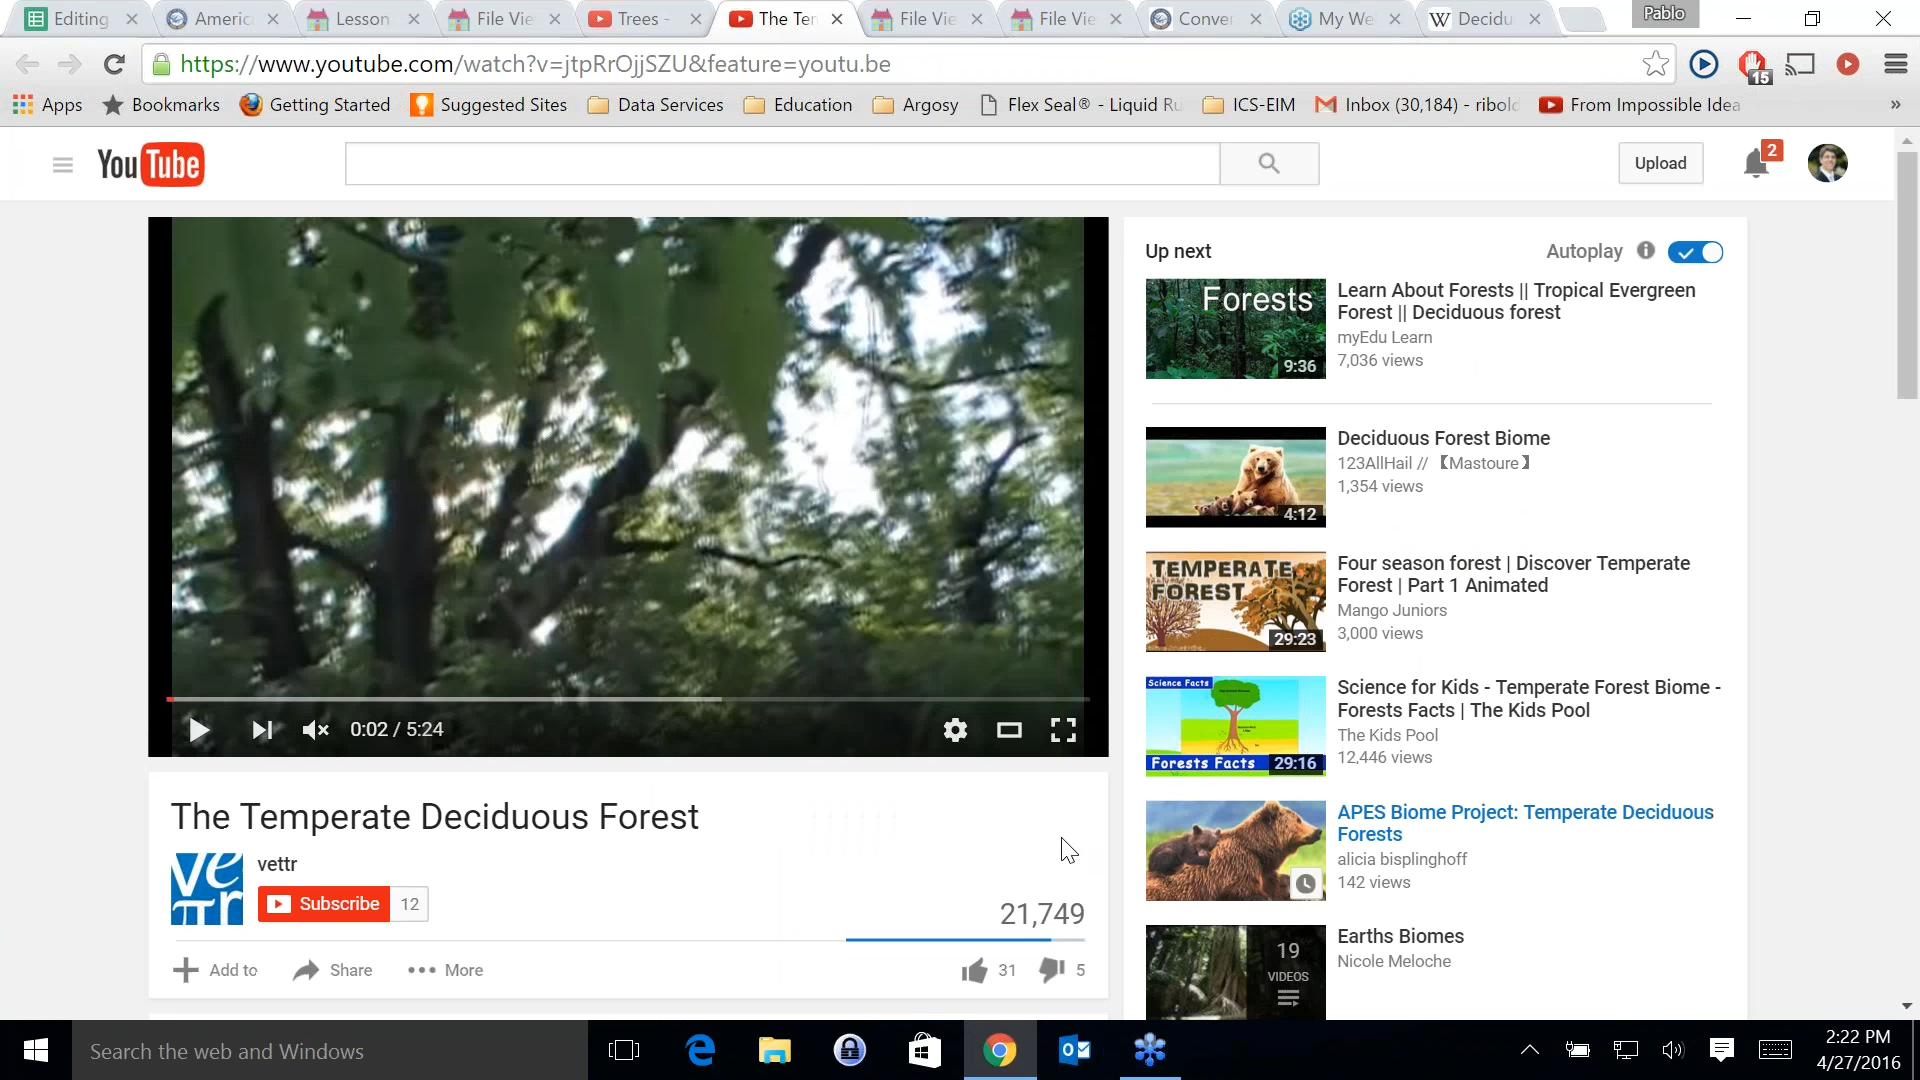 Editing
Americ
Lesson
File Vie
Trees -
The Ten
File Vie
File Vie
Conver
My We
Decidu
Pablo
https://www.youtube.com/watch?v=jtpRrOjjSZU&feature=youtu.be
15
Apps
Bookmarks
Getting Started
Suggested Sites
Data Services
Education
Argosy
Flex Seal® - Liquid Ru
ICS-EIM
Inbox (30,184) - ribold
From Impossible Idea
»
YouTube
Upload
2
Up next
Autoplay
Forests
9:36
Learn About Forests || Tropical Evergreen
Forest || Deciduous forest
myEdu Learn
7,036 views
4:12
Deciduous Forest Biome
123AllHail // 【Mastoure】
1,354 views
TEMPERATE
FOREST
29:23
Four season forest | Discover Temperate
Forest | Part 1 Animated
Mango Juniors
3,000 views
Science Facts
Forests Facts
29:16
Science for Kids - Temperate Forest Biome -
Forests Facts | The Kids Pool
The Kids Pool
12,446 views
APES Biome Project: Temperate Deciduous
Forests
alicia bisplinghoff
142 views
19
VIDEOS
Earths Biomes
Nicole Meloche
0:02 / 5:24
The Temperate Deciduous Forest
vettr
vettr
Subscribe
12
21,749
Add to
Share
More
31
5
Search the web and Windows
2:22 PM
4/27/2016